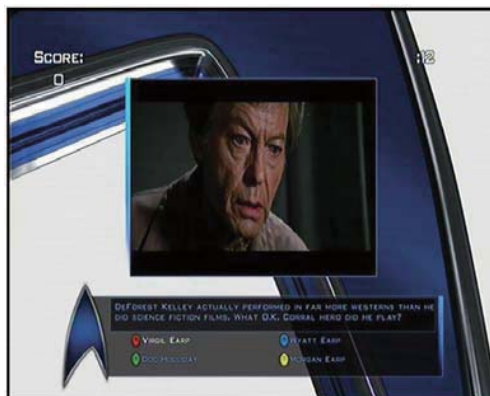 SCORE:
0
:12
DEFOREST KELLEY ACTUALLY PERFORMED IN FAR MORE WESTERNS THAN HE
DID SCIENCE FICTION FILMS. WHAT O.K. CORRAL HERO DID HE PLAY?
VIRGIL EARP
WYATT EARP
DOC HOLLIDAY
MORGAN EARP